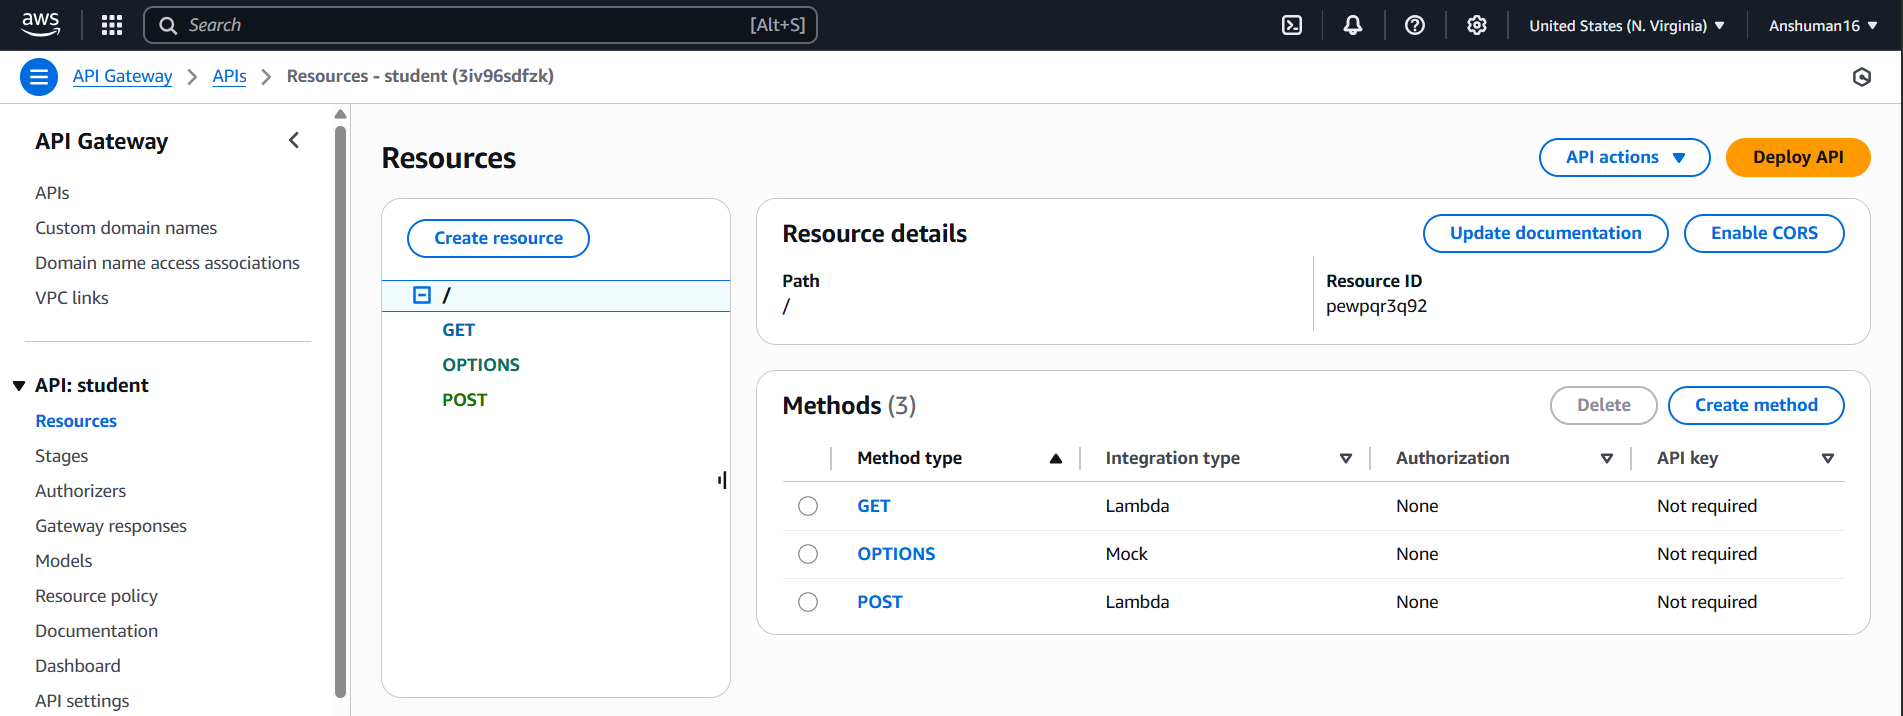 aws
Search [Alt+S]
United States (N. Virginia)
Anshuman16
API Gateway
APIs
Resources - student (3iv96sdfzk)
API Gateway
APIs
Custom domain names
Domain name access associations
VPC links
API: student
Resources
Stages
Authorizers
Gateway responses
Models
Resource policy
Documentation
Dashboard
API settings
Resources
API actions
Deploy API
Create resource
/
GET
OPTIONS
POST
Resource details
Update documentation
Enable CORS
Path
/
Resource ID
pewpqr3q92
Methods (3)
Delete
Create method
Method type Integration type Authorization API key
GET Lambda None Not required
OPTIONS Mock None Not required
POST Lambda None Not required